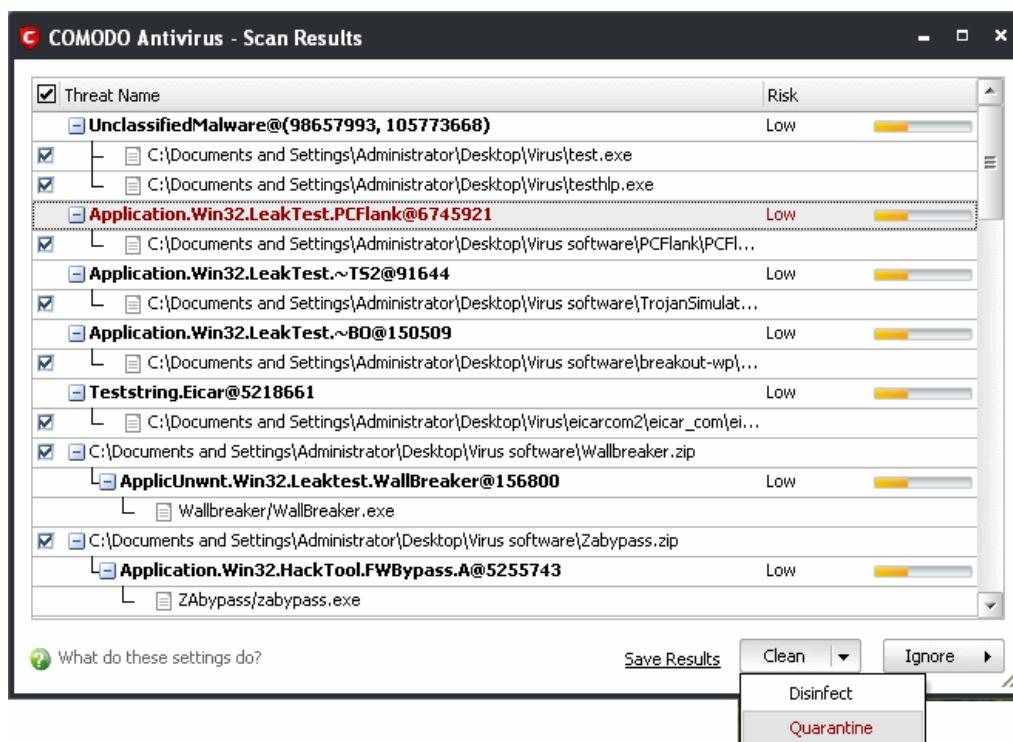 COMODO Antivirus - Scan Results
Threat Name Risk
UnclassifiedMalware@(98657993, 105773668) Low
C:\Documents and Settings\Administrator\Desktop\Virus\test.exe
C:\Documents and Settings\Administrator\Desktop\Virus\testhlp.exe
Application.Win32.LeakTest.PCFlank@6745921 Low
C:\Documents and Settings\Administrator\Desktop\Virus software\PCFlank\PCFl...
Application.Win32.LeakTest.~TS2@91644 Low
C:\Documents and Settings\Administrator\Desktop\Virus software\TrojanSimulat...
Application.Win32.LeakTest.~BO@150509 Low
C:\Documents and Settings\Administrator\Desktop\Virus software\breakout-wp\...
Teststring.Eicar@5218661 Low
C:\Documents and Settings\Administrator\Desktop\Virus\eicarcom2\eicar_com\ei...
C:\Documents and Settings\Administrator\Desktop\Virus software\Wallbreaker.zip
ApplicUnwnt.Win32.Leaktest.WallBreaker@156800 Low
Wallbreaker/WallBreaker.exe
C:\Documents and Settings\Administrator\Desktop\Virus software\Zabypass.zip
Application.Win32.HackTool.FWBypass.A@5255743 Low
ZAbypass/zabypass.exe
What do these settings do? Save Results Clean Ignore
Disinfect
Quarantine